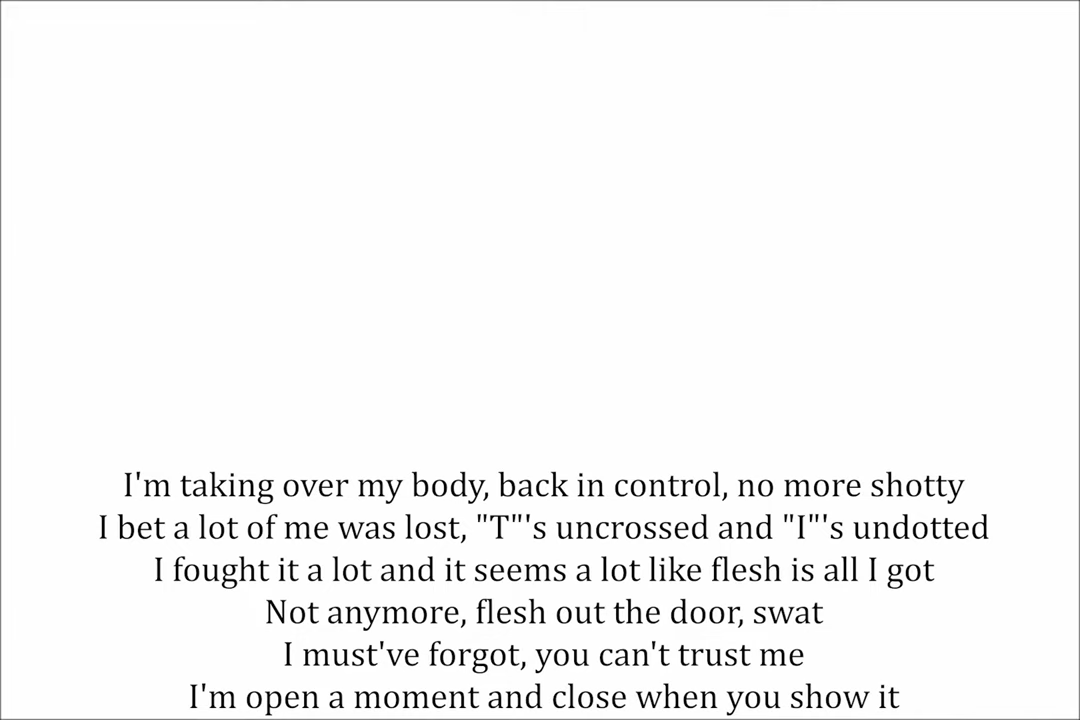 I'm taking over my body, back in control, no more shotty
I bet a lot of me was lost, "T"'s uncrossed and "I"'s undotted
I fought it a lot and it seems a lot like flesh is all I got
Not anymore, flesh out the door, swat
I must've forgot, you can't trust me
I'm open a moment and close when you show it